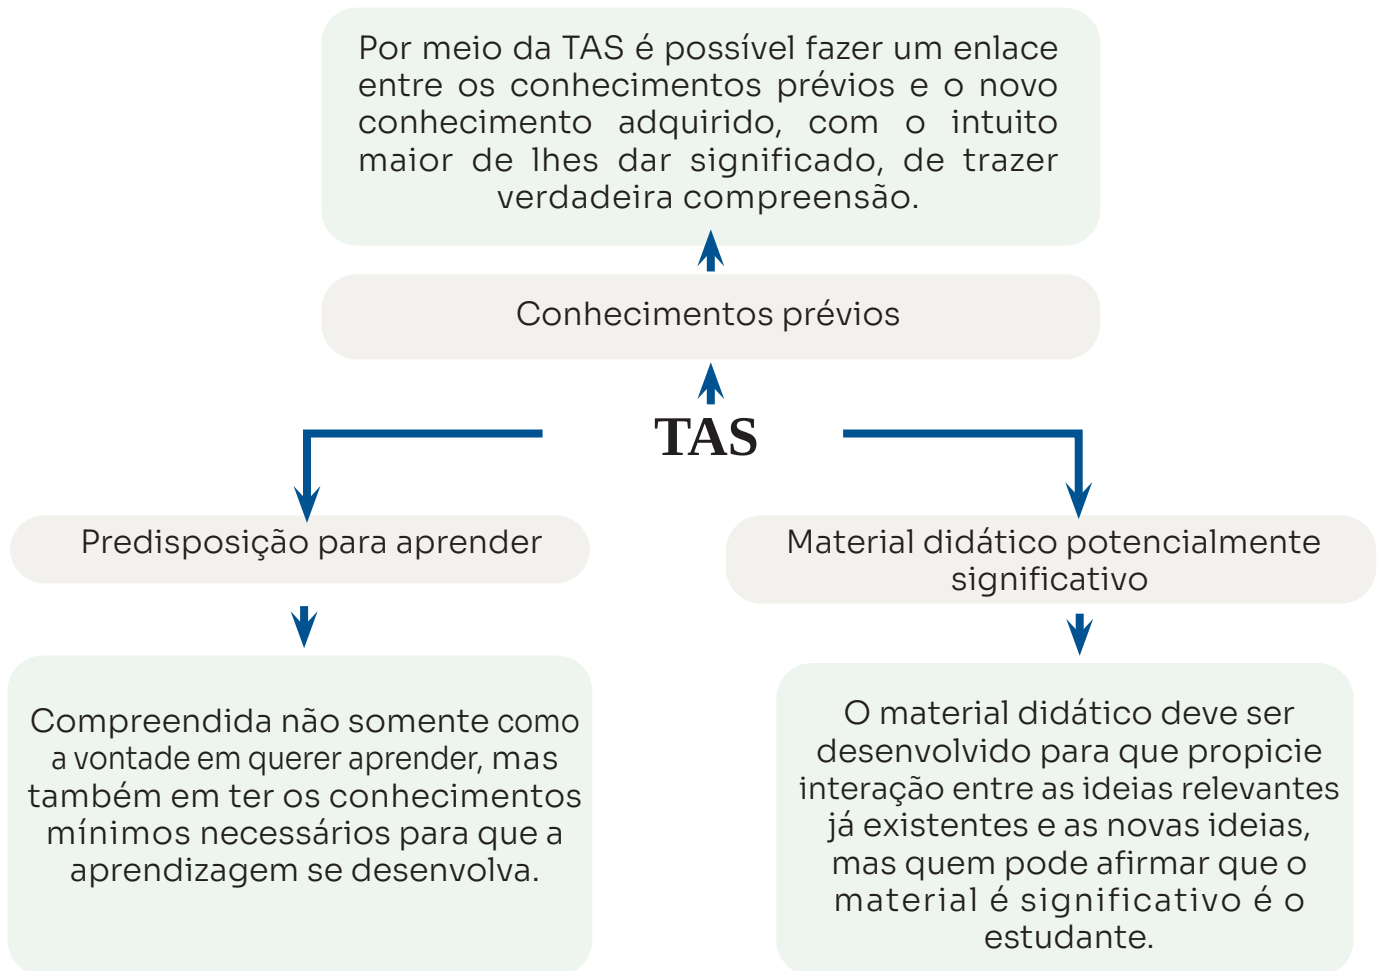 Por meio da TAS é possível fazer um enlace
entre os conhecimentos prévios e o novo
conhecimento adquirido, com o intuito
maior de lhes dar significado, de trazer
verdadeira compreensão.
Conhecimentos prévios
TAS
Predisposição para aprender
Compreendida não somente como
a vontade em querer aprender, mas
também em ter os conhecimentos
mínimos necessários para que a
aprendizagem se desenvolva.
Material didático potencialmente
significativo
O material didático deve ser
desenvolvido para que propicie
interação entre as ideias relevantes
já existentes e as novas ideias,
mas quem pode afirmar que o
material é significativo é o
estudante.